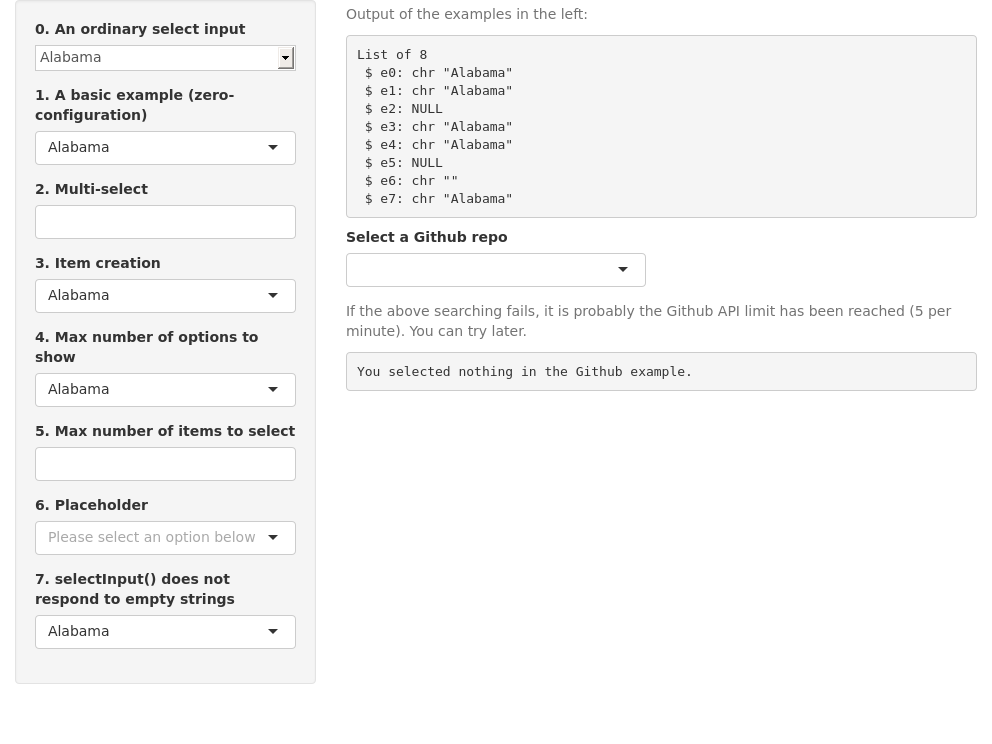 0. An ordinary select input
Alabama
1. A basic example (zero-
configuration)
Alabama
2. Multi-select
3. Item creation
Alabama
4. Max number of options to
show
Alabama
5. Max number of items to select
6. Placeholder
Please select an option below
7. selectInput() does not
respond to empty strings
Alabama
Output of the examples in the left:
List of 8
 $ e0: chr "Alabama"
 $ e1: chr "Alabama"
 $ e2: NULL
 $ e3: chr "Alabama"
 $ e4: chr "Alabama"
 $ e5: NULL
 $ e6: chr ""
 $ e7: chr "Alabama"
Select a Github repo
If the above searching fails, it is probably the Github API limit has been reached (5 per
minute). You can try later.
You selected nothing in the Github example.